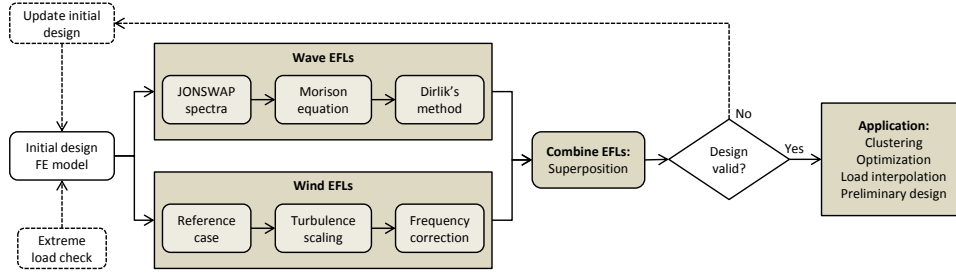 Update initial
design
Initial design
FE model
Extreme
load check
Wave EFLs
JONSWAP
spectra
Morison
equation
Dirlik's
method
Wind EFLs
Reference
case
Turbulence
scaling
Frequency
correction
Combine EFLs:
Superposition
Design
valid?
No
Yes
Application:
Clustering
Optimization
Load interpolation
Preliminary design